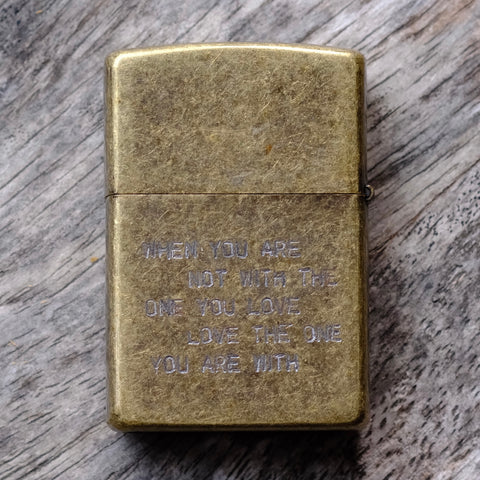 WHEN YOU ARE
NOT WITH THE
ONE YOU LOVE
LOVE THE ONE
YOU ARE WITH